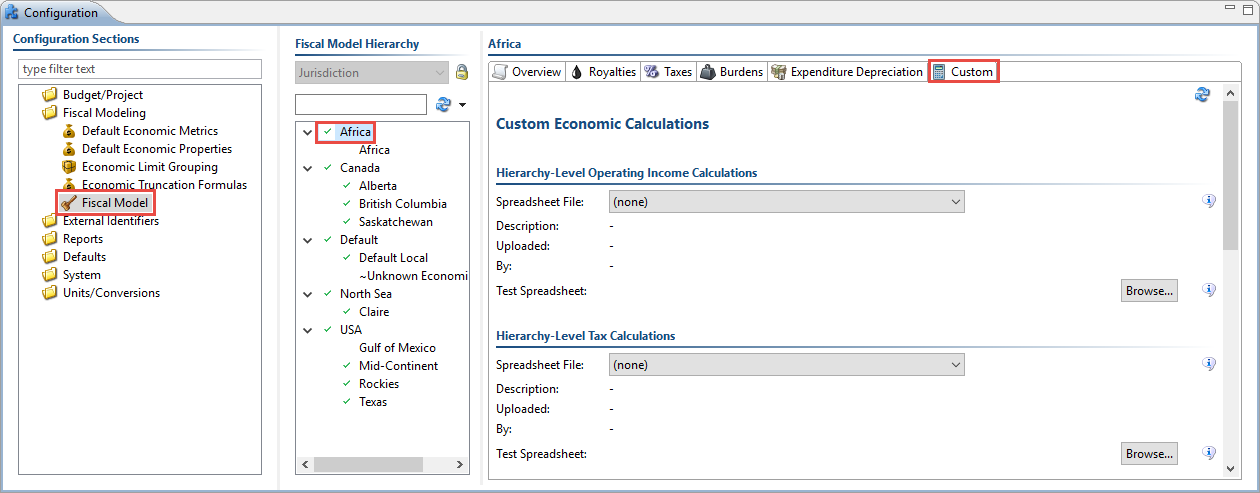 Configuration
Configuration Sections
type filter text
Budget/Project
Fiscal Modeling
Default Economic Metrics
Default Economic Properties
Economic Limit Grouping
Economic Truncation Formulas
Fiscal Model
External Identifiers
Reports
Defaults
System
Units/Conversions
Fiscal Model Hierarchy
Jurisdiction
Africa
Africa
Canada
Alberta
British Columbia
Saskatchewan
Default
Default Local
~Unknown Economi
North Sea
Claire
USA
Gulf of Mexico
Mid-Continent
Rockies
Texas
Africa
Overview Royalties Taxes Burdens Expenditure Depreciation Custom
Custom Economic Calculations
Hierarchy-Level Operating Income Calculations
Spreadsheet File: (none)
Description: -
Uploaded: -
By: -
Test Spreadsheet: Browse...
Hierarchy-Level Tax Calculations
Spreadsheet File: (none)
Description: -
Uploaded: -
By: -
Test Spreadsheet: Browse...